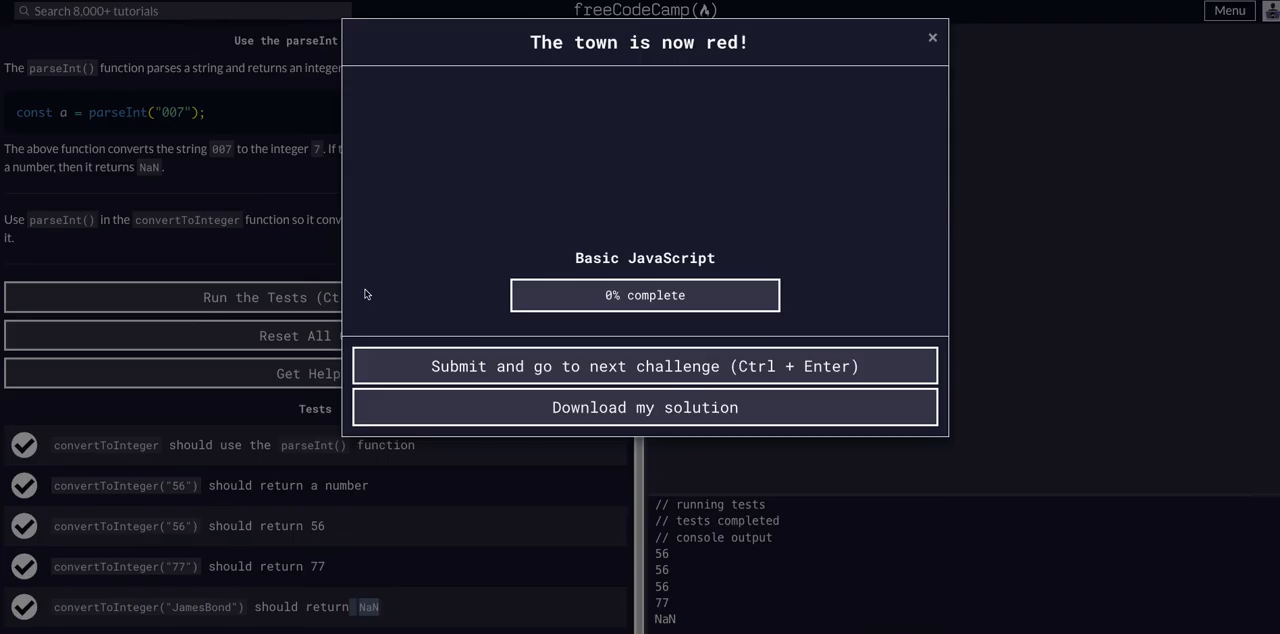 Search 8,000+ tutorials
freeCodeCamp
Menu
Use the parseInt
The parseInt() function parses a string and returns an integer
const a = parseInt("007");
The above function converts the string 007 to the integer 7. If
a number, then it returns NaN.
Use parseInt() in the convertToInteger function so it conv
it.
Run the Tests (Ct
Reset All
Get Help
Tests
convertToInteger should use the parseInt() function
convertToInteger("56") should return a number
convertToInteger("56") should return 56
convertToInteger("77") should return 77
convertToInteger("JamesBond") should return NaN
The town is now red!
×
Basic JavaScript
0% complete
Submit and go to next challenge (Ctrl + Enter)
Download my solution
// running tests
// tests completed
// console output
56
56
56
77
NaN